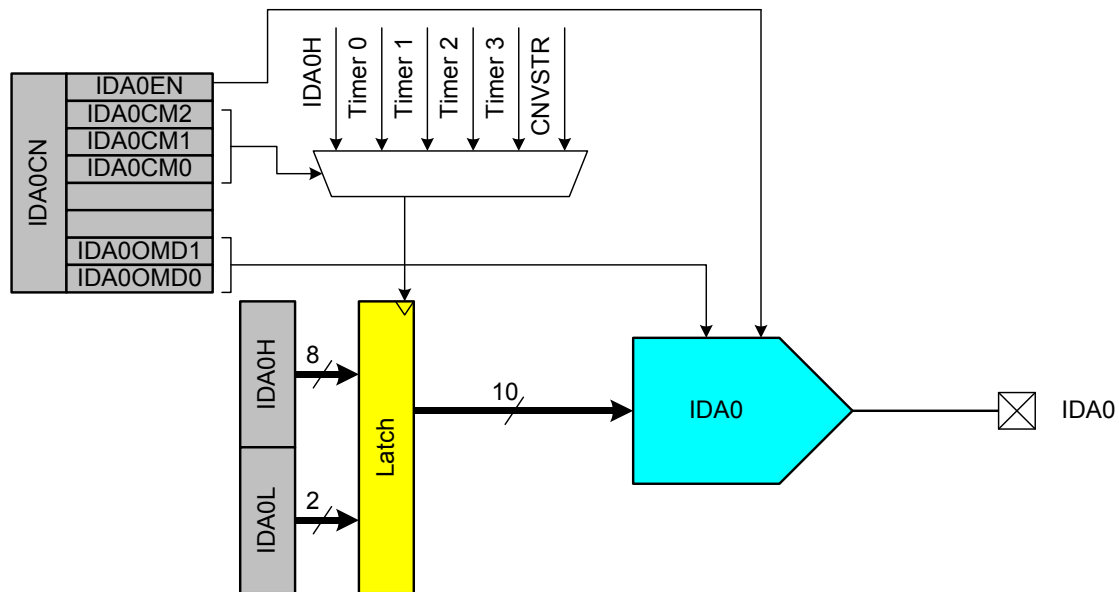 IDA0CN
IDA0EN
IDA0CM2
IDA0CM1
IDA0CM0
IDA0OMD1
IDA0OMD0
IDA0H
Timer 0
Timer 1
Timer 2
Timer 3
CNVSTR
IDA0H
8
IDA0L
2
Latch
10
IDA0
IDA0